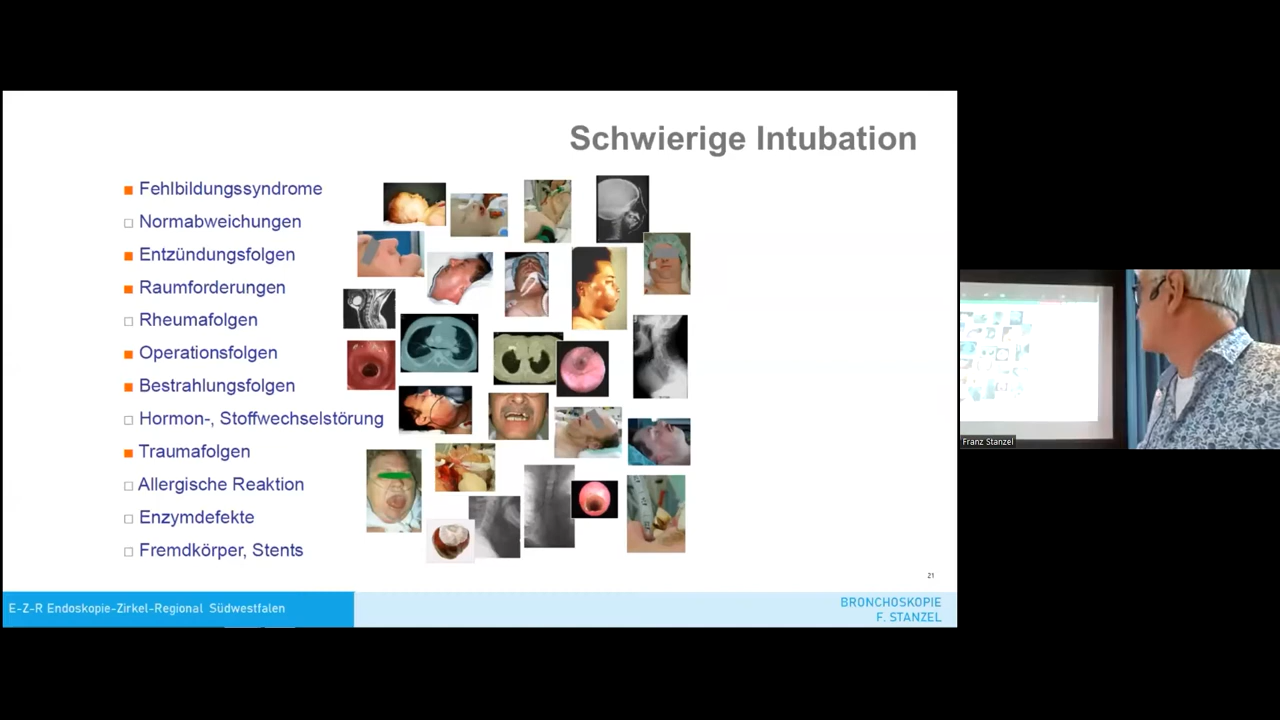 Schwierige Intubation
Fehlbildungssyndrome
Normabweichungen
Entzündungsfolgen
Raumforderungen
Rheumafolgen
Operationsfolgen
Bestrahlungsfolgen
Hormon-, Stoffwechselstörung
Traumafolgen
Allergische Reaktion
Enzymdefekte
Fremdkörper, Stents
21
E-Z-R Endoskopie-Zirkel-Regional Südwestfalen
BRONCHOSKOPIE
F. STANZEL
Franz Stanzel